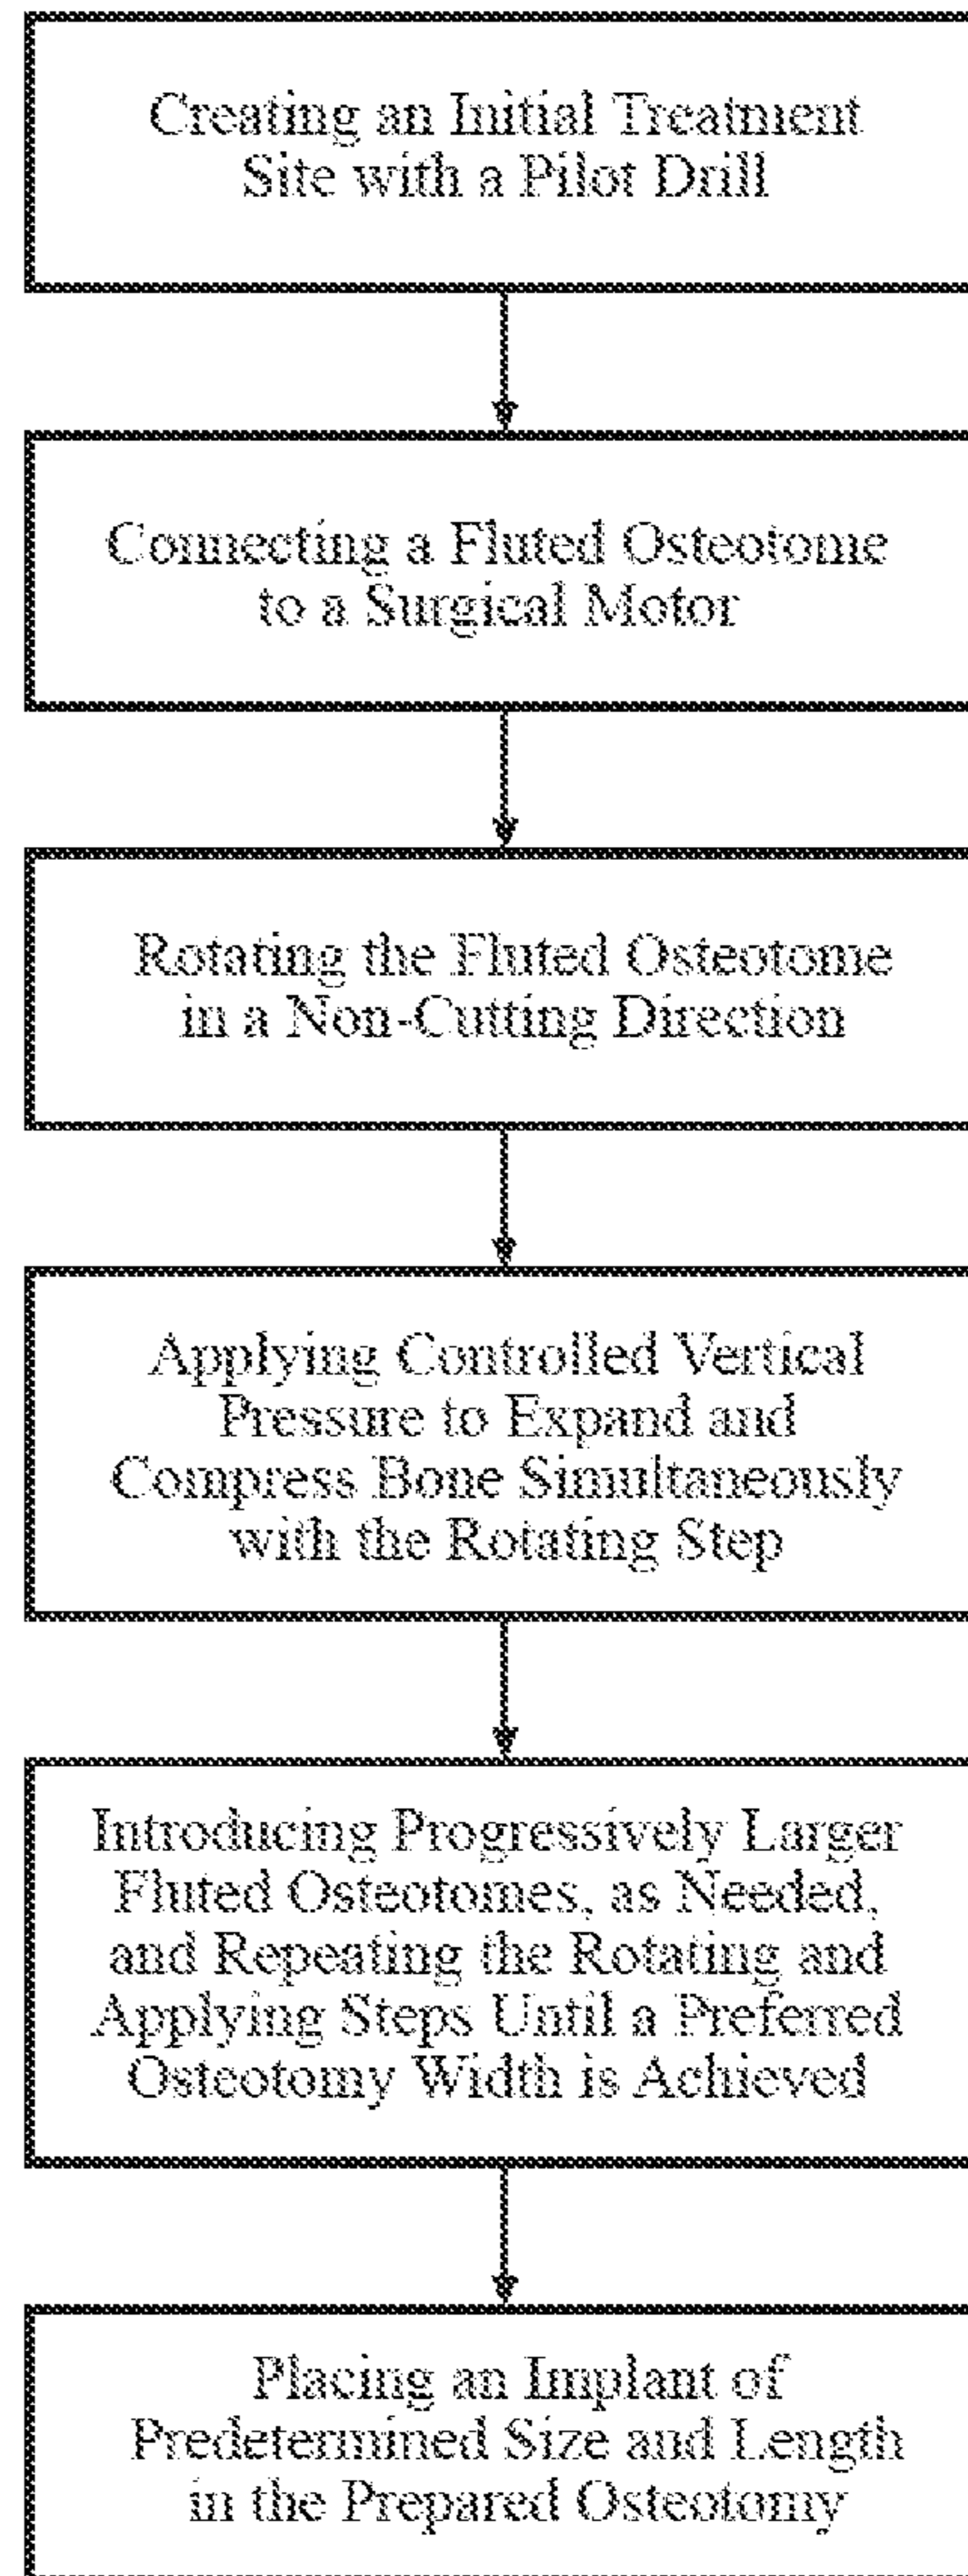 Creating an Initial Treatment
Site with a Pilot Drill
Connecting a Fluted Osteotome
to a Surgical Motor
Rotating the Fluted Osteotome
in a Non-Cutting Direction
Applying Controlled Vertical
Pressure to Expand and
Compress Bone Simultaneously
with the Rotating Step
Introducing Progressively Larger
Fluted Osteotomes, as Needed,
and Repeating the Rotating and
Applying Steps Until a Preferred
Osteotomy Width is Achieved
Placing an Implant of
Predetermined Size and Length
in the Prepared Osteotomy